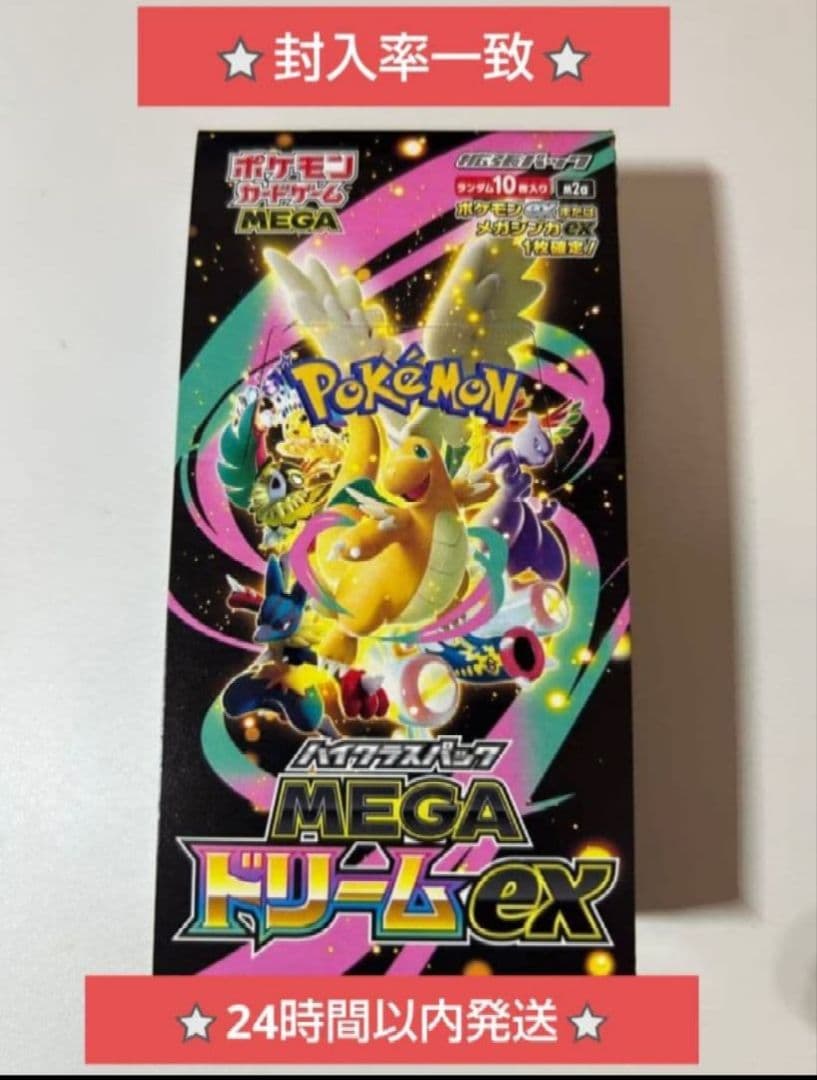 ★封入率一致★
ポケモン
カードゲーム
MEGA
拡張パック
ランダム10枚入り m2a
ポケモンexまたは
メガシンカex
1枚確定!
POKéMON
ハイクラスパック
MEGA
ドリームex
★24時間以内発送★